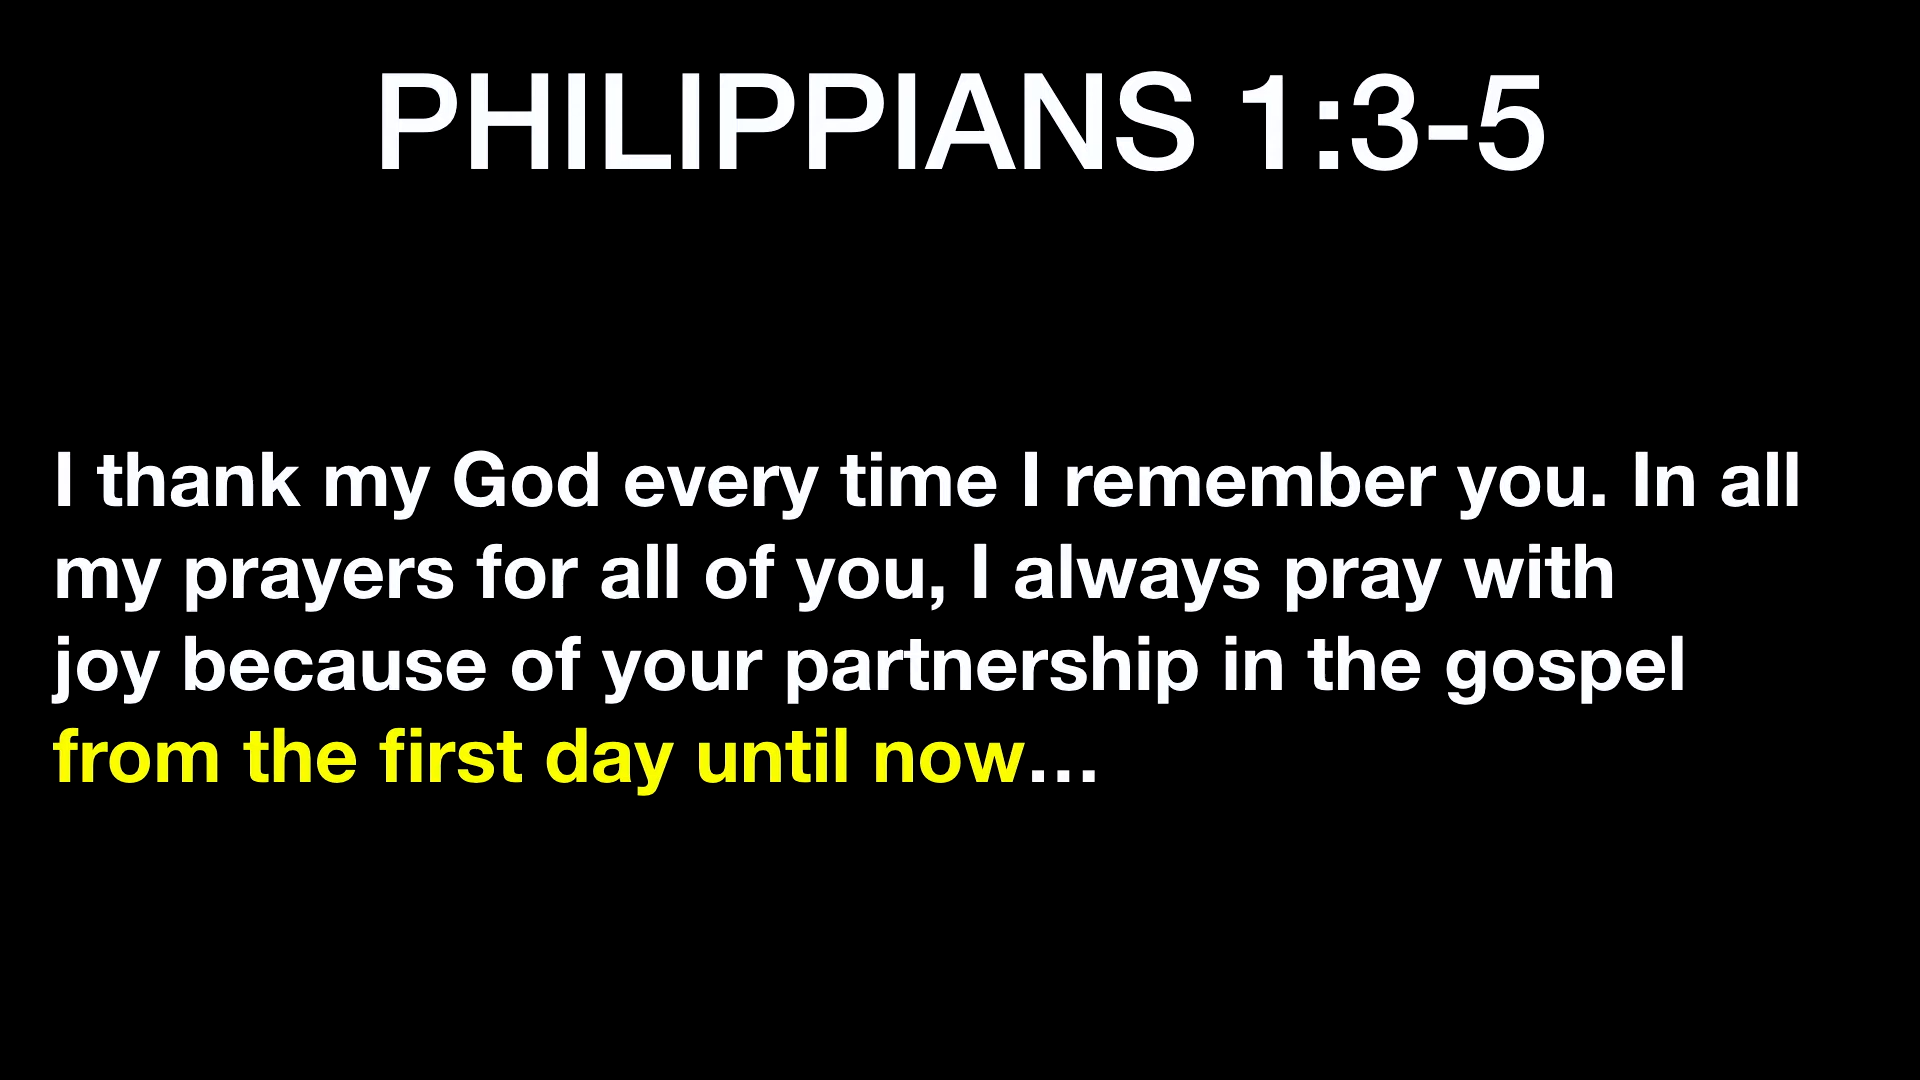 PHILIPPIANS 1:3-5
I thank my God every time I remember you. In all
my prayers for all of you, I always pray with
joy because of your partnership in the gospel
from the first day until now…